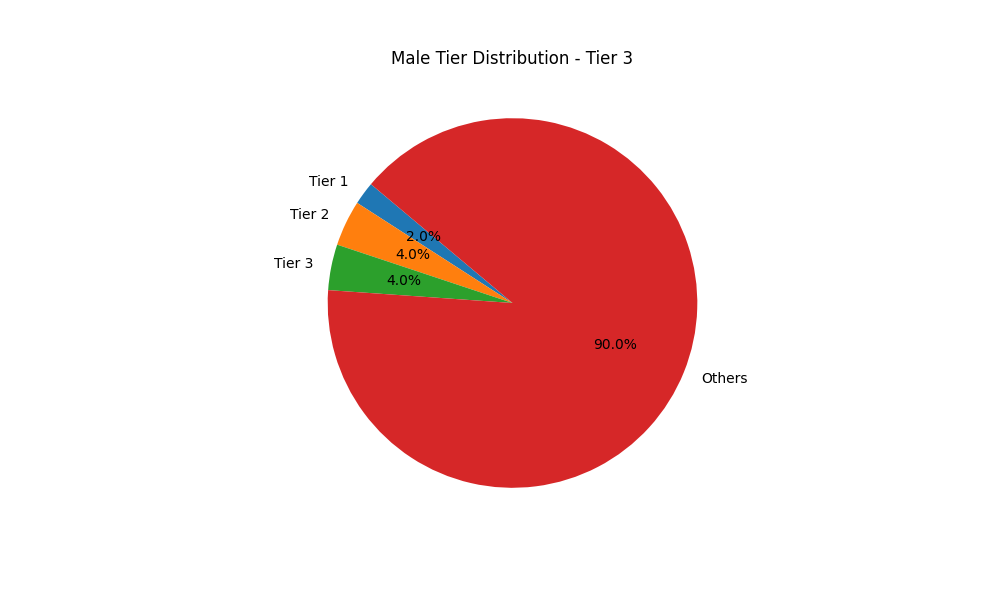 Male Tier Distribution - Tier 3
Tier 1
2.0%
Tier 2
4.0%
Tier 3
4.0%
90.0%
Others